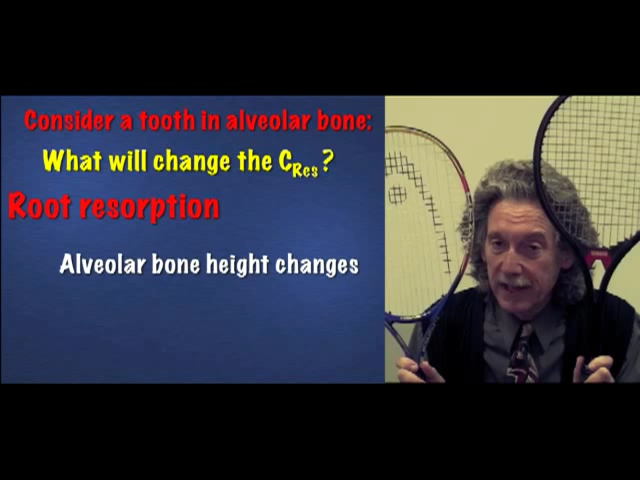 Consider a tooth in alveolar bone:
What will change the CRes?
Root resorption
Alveolar bone height changes